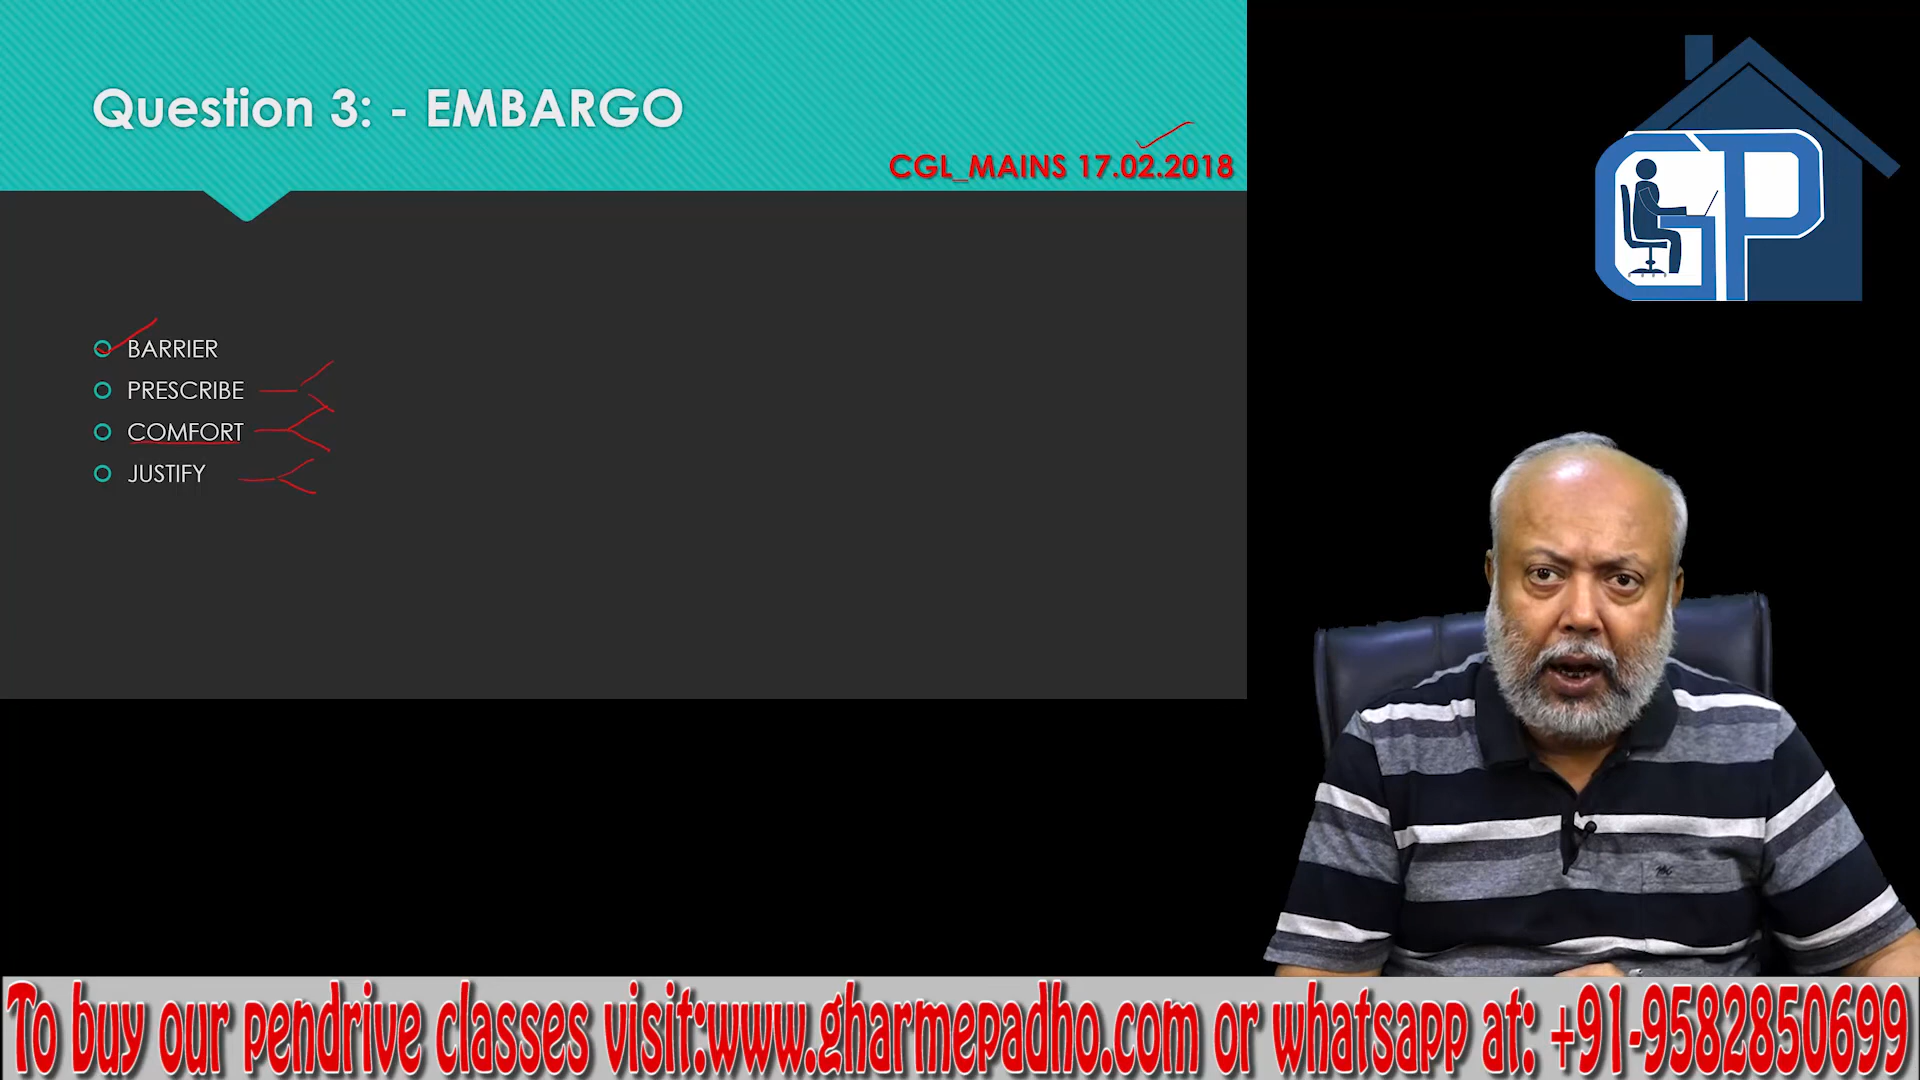 Question 3: - EMBARGO
CGL_MAINS 17.02.2018
GP
BARRIER
PRESCRIBE
COMFORT
JUSTIFY
To buy our pendrive classes visit:www.gharmepadho.com or whatsapp at: +91-9582850699